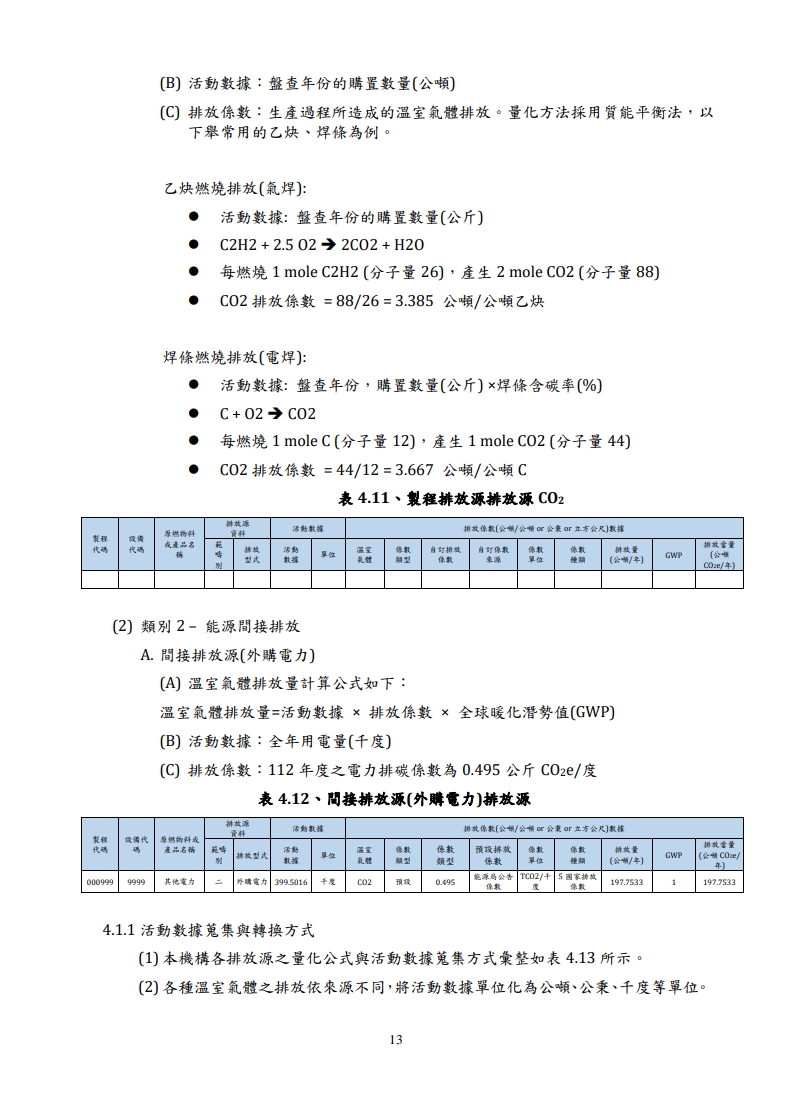 (B) 活動數據：盤查年份的購置數量(公噸)
(C) 排放係數：生產過程所造成的溫室氣體排放。量化方法採用質能平衡法，以
下舉常用的乙炔、焊條為例。
乙炔燃燒排放(氣焊):
● 活動數據: 盤查年份的購置數量(公斤)
● C2H2 + 2.5 O2 ➔ 2CO2 + H2O
● 每燃燒 1 mole C2H2 (分子量 26)，產生 2 mole CO2 (分子量 88)
● CO2 排放係數 = 88/26 = 3.385 公噸/公噸乙炔
焊條燃燒排放(電焊):
● 活動數據: 盤查年份，購置數量(公斤) ×焊條含碳率(%)
● C + O2 ➔ CO2
● 每燃燒 1 mole C (分子量 12)，產生 1 mole CO2 (分子量 44)
● CO2 排放係數 = 44/12 = 3.667 公噸/公噸 C
表 4.11、製程排放源排放源 CO₂
製程代碼 設備代碼 原燃物料或產品名稱 排放源資料 活動數據 排放係數(公噸/公噸 or 公秉 or 立方公尺)數據
範疇別 排放型式 活動數據 單位 溫室氣體 係數類型 自訂排放係數 自訂係數來源 係數單位 係數種類 排放量(公噸/年) GWP 排放當量(公噸CO₂e/年)
(2) 類別 2 – 能源間接排放
A. 間接排放源(外購電力)
(A) 溫室氣體排放量計算公式如下：
溫室氣體排放量=活動數據 × 排放係數 × 全球暖化潛勢值(GWP)
(B) 活動數據：全年用電量(千度)
(C) 排放係數：112 年度之電力排碳係數為 0.495 公斤 CO₂e/度
表 4.12、間接排放源(外購電力)排放源
製程代碼 設備代碼 原燃物料或產品名稱 排放源資料 活動數據 排放係數(公噸/公噸 or 公秉 or 立方公尺)數據
範疇別 排放型式 活動數據 單位 溫室氣體 係數類型 係數類型 預設排放係數 係數單位 係數種類 排放量(公噸/年) GWP 排放當量(公噸 CO₂e/年)
000999 9999 其他電力 二 外購電力 399.5016 千度 CO2 預設 0.495 能源局公告係數 TCO2/千度 5 國家排放係數 197.7533 1 197.7533
4.1.1 活動數據蒐集與轉換方式
(1) 本機構各排放源之量化公式與活動數據蒐集方式彙整如表 4.13 所示。
(2) 各種溫室氣體之排放依來源不同，將活動數據單位化為公噸、公秉、千度等單位。
13